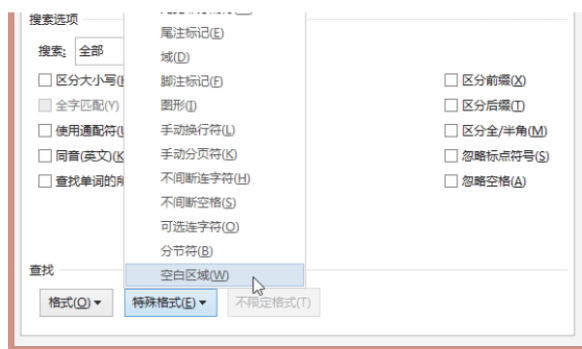 搜索选项
尾注标记(E)
搜索: 全部
域(D)
区分大小写(H
脚注标记(F)
区分前缀(X)
全字匹配(Y)
图形(I)
区分后缀(T)
使用通配符(U
手动换行符(L)
区分全/半角(M)
同音(英文)(K
手动分页符(K)
忽略标点符号(S)
查找单词的所
不间断连字符(H)
忽略空格(A)
不间断空格(S)
可选连字符(O)
分节符(B)
查找
空白区域(W)
格式(O)
特殊格式(E)
不限定格式(T)